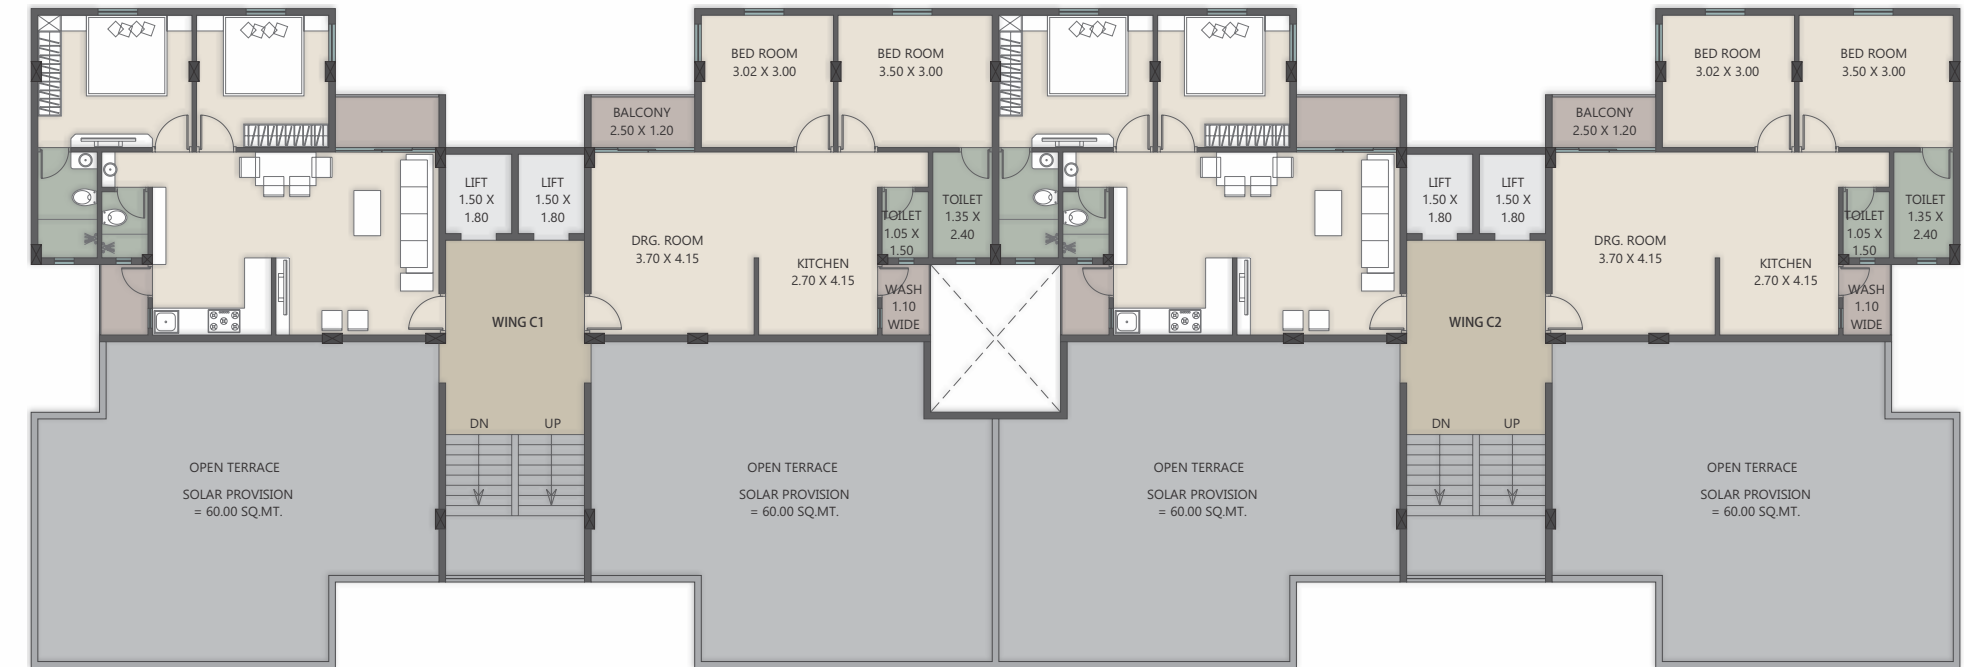 BED ROOM
3.02 X 3.00
BED ROOM
3.50 X 3.00
BALCONY
2.50 X 1.20
LIFT
1.50 X
1.80
LIFT
1.50 X
1.80
DRG. ROOM
3.70 X 4.15
KITCHEN
2.70 X 4.15
TOILET
1.05 X
1.50
TOILET
1.35 X
2.40
WASH
1.10
WIDE
WING C1
DN
UP
BED ROOM
3.02 X 3.00
BED ROOM
3.50 X 3.00
BALCONY
2.50 X 1.20
LIFT
1.50 X
1.80
LIFT
1.50 X
1.80
DRG. ROOM
3.70 X 4.15
KITCHEN
2.70 X 4.15
TOILET
1.05 X
1.50
TOILET
1.35 X
2.40
WASH
1.10
WIDE
WING C2
DN
UP
OPEN TERRACE
SOLAR PROVISION
= 60.00 SQ.MT.
OPEN TERRACE
SOLAR PROVISION
= 60.00 SQ.MT.
OPEN TERRACE
SOLAR PROVISION
= 60.00 SQ.MT.
OPEN TERRACE
SOLAR PROVISION
= 60.00 SQ.MT.